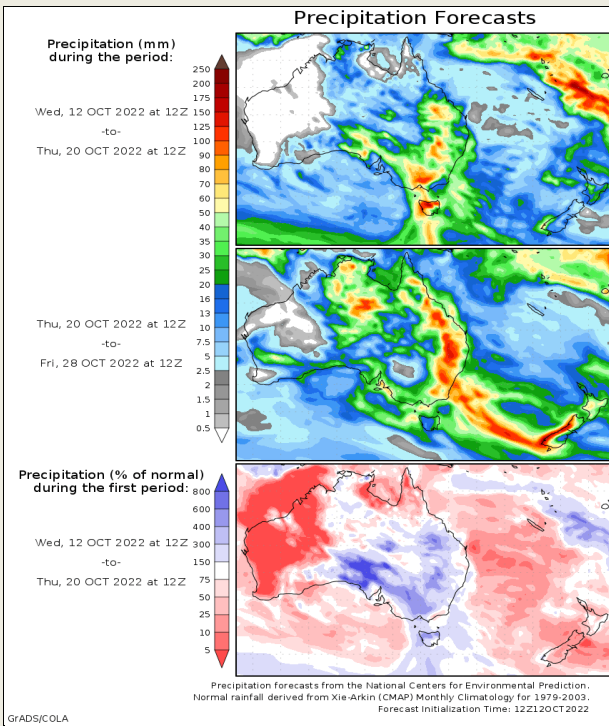 Precipitation Forecasts
Precipitation (mm)
during the period:
Wed, 12 OCT 2022 at 12Z
-to-
Thu, 20 OCT 2022 at 12Z
250
200
175
150
125
100
90
80
70
60
50
40
35
30
25
20
16
13
10
7.5
5
2.5
2
1.5
1
0.5
Thu, 20 OCT 2022 at 12Z
-to-
Fri, 28 OCT 2022 at 12Z
Precipitation (% of normal)
during the first period:
Wed, 12 OCT 2022 at 12Z
-to-
Thu, 20 OCT 2022 at 12Z
800
600
400
300
150
75
50
25
10
5
Precipitation forecasts from the National Centers for Environmental Prediction.
Normal rainfall derived from Xie-Arkin (CMAP) Monthly Climatology for 1979-2003.
Forecast Initialization Time: 12Z12OCT2022
GrADS/COLA